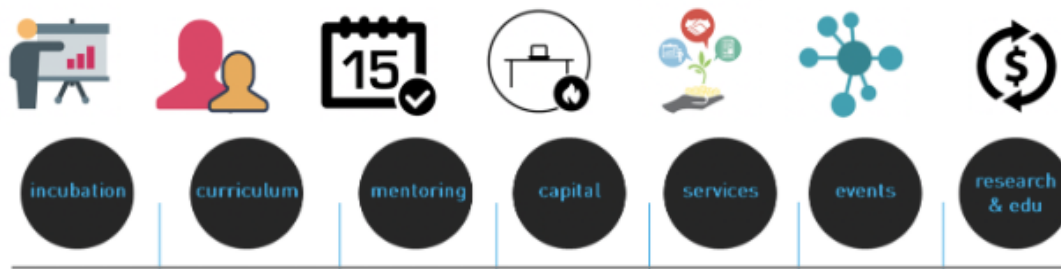 15
$
incubation
curriculum
mentoring
capital
services
events
research
& edu